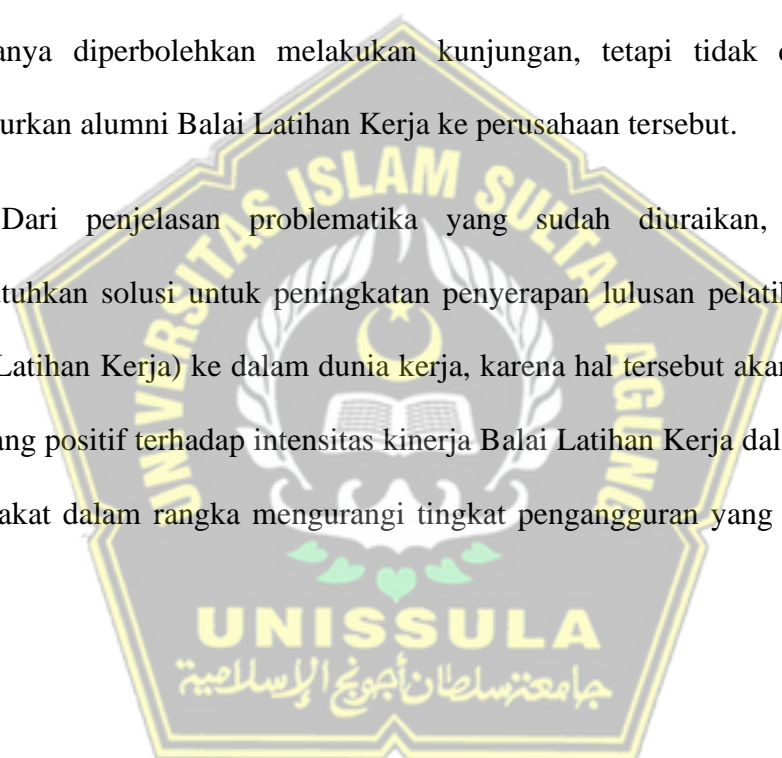 anya diperbolehkan melakukan kunjungan, tetapi tidak
urkan alumni Balai Latihan Kerja ke perusahaan tersebut.
Dari penjelasan problematika yang sudah diuraikan,
tuhkan solusi untuk peningkatan penyerapan lulusan pelati
Latihan Kerja) ke dalam dunia kerja, karena hal tersebut akan
ang positif terhadap intensitas kinerja Balai Latihan Kerja dal
akat dalam rangka mengurangi tingkat pengangguran yang
UNIVERSITAS ISLAM SULTAN AGUNG
UNISSULA
جامعتنسلطان أجونج الإسلامية